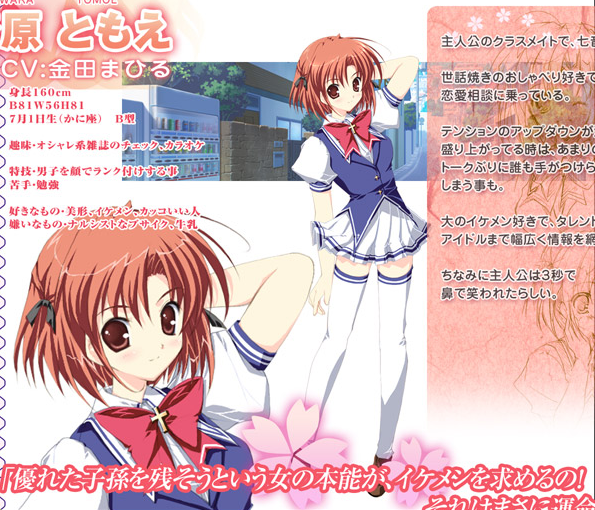 WARA TOMOE
原 ともえ
CV:金田まひる
身長160cm
B81W56H81
7月1日生(かに座) B型
趣味・オシャレ系雑誌のチェック、カラオケ
特技・男子を顔でランク付けする事
苦手・勉強
好きなもの・美形、イケメン、カッコいい人
嫌いなもの・ナルシストなブサイク、牛乳
主人公のクラスメイトで、七音
世話焼きのおしゃべり好きで
恋愛相談に乗っている。
テンションのアップダウンが
盛り上がってる時は、あまりの
トークぶりに誰も手がつけら
しまう事も。
大のイケメン好きで、タレント
アイドルまで幅広く情報を網
ちなみに主人公は3秒で
鼻で笑われたらしい。
「優れた子孫を残そうという女の本能が、イケメンを求めるの!
それはまさに運命